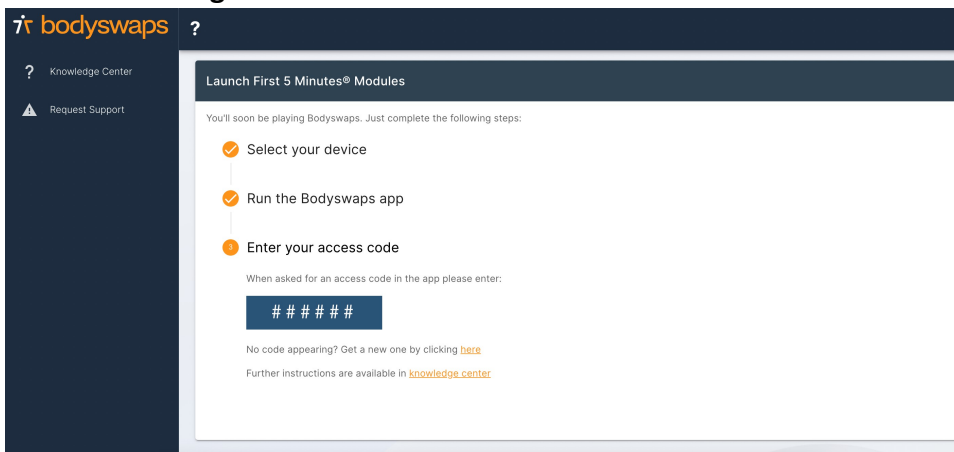 bodyswaps
?
? Knowledge Center
Request Support
Launch First 5 Minutes® Modules
You'll soon be playing Bodyswaps. Just complete the following steps:
Select your device
Run the Bodyswaps app
3 Enter your access code
When asked for an access code in the app please enter:
# # # # # #
No code appearing? Get a new one by clicking here
Further instructions are available in knowledge center